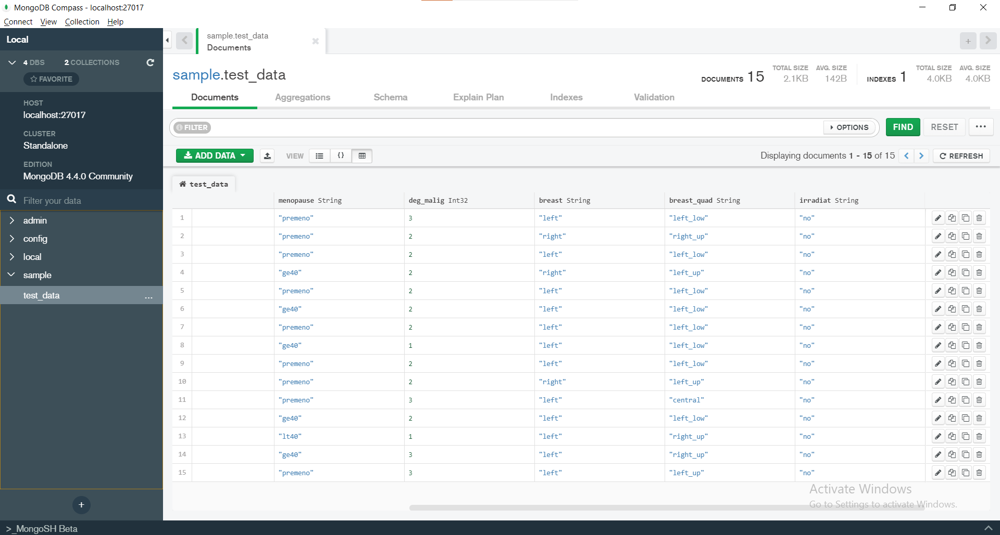 MongoDB Compass - localhost:27017
Connect View Collection Help
Local
4 DBS 2 COLLECTIONS
FAVORITE
HOST
localhost:27017
CLUSTER
Standalone
EDITION
MongoDB 4.4.0 Community
Filter your data
admin
config
local
sample
test_data ...
+
>_MongoSH Beta
sample.test_data
Documents
sample.test_data
DOCUMENTS 15 TOTAL SIZE 2.1KB AVG. SIZE 142B INDEXES 1 TOTAL SIZE 4.0KB AVG. SIZE 4.0KB
Documents Aggregations Schema Explain Plan Indexes Validation
FILTER OPTIONS FIND RESET ...
ADD DATA VIEW {} Displaying documents 1 - 15 of 15 < > REFRESH
test_data
menopause String deg_malig Int32 breast String breast_quad String irradiat String
1 "premeno" 3 "left" "left_low" "no"
2 "premeno" 2 "right" "right_up" "no"
3 "premeno" 2 "left" "left_low" "no"
4 "ge40" 2 "right" "left_up" "no"
5 "premeno" 2 "left" "left_low" "no"
6 "ge40" 2 "left" "left_low" "no"
7 "premeno" 2 "left" "left_low" "no"
8 "ge40" 1 "left" "left_low" "no"
9 "premeno" 2 "left" "left_low" "no"
10 "premeno" 2 "right" "left_up" "no"
11 "premeno" 3 "left" "central" "no"
12 "ge40" 2 "left" "left_low" "no"
13 "lt40" 1 "left" "right_up" "no"
14 "ge40" 3 "left" "right_up" "no"
15 "premeno" 3 "left" "left_up" "no"
Activate Windows
Go to Settings to activate Windows.